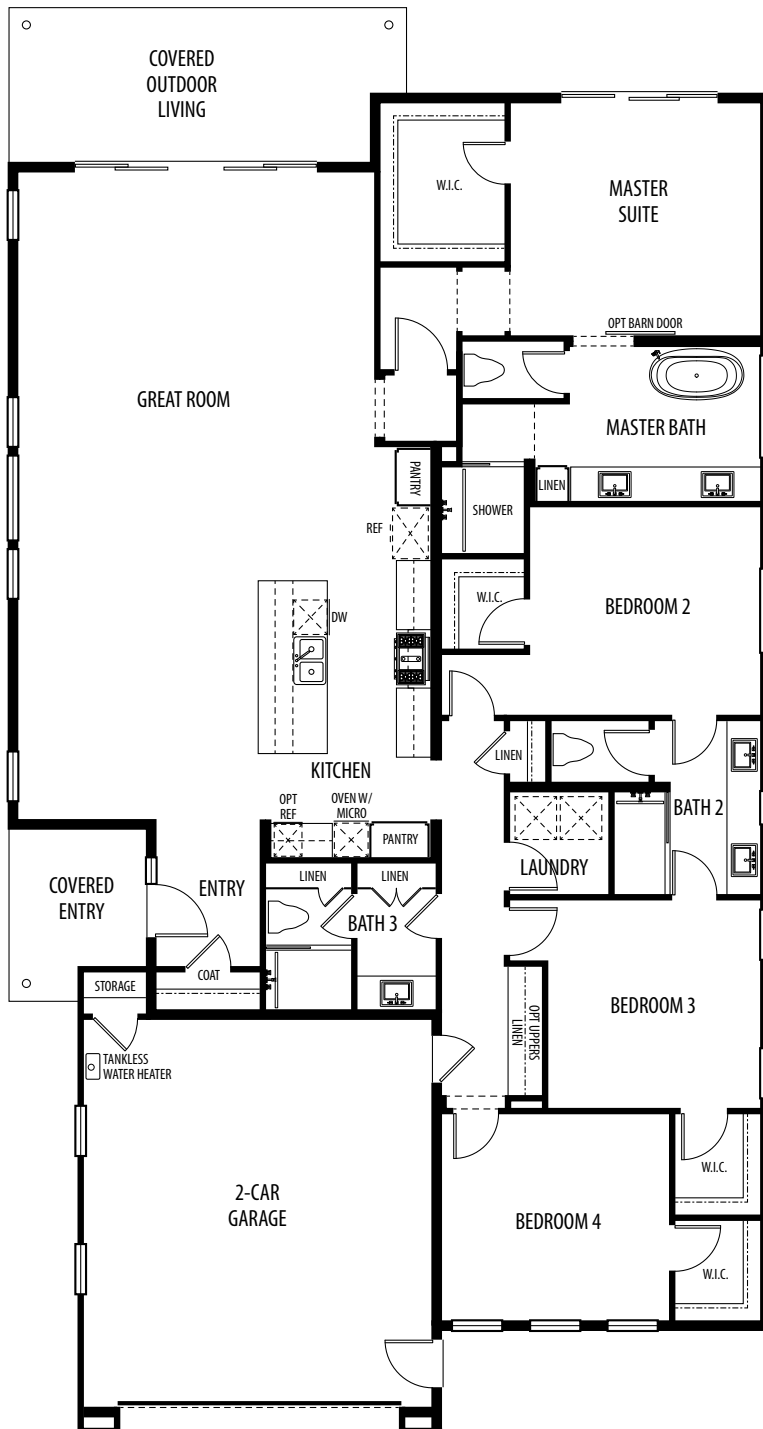 COVERED
OUTDOOR
LIVING
W.I.C.
MASTER
SUITE
OPT BARN DOOR
GREAT ROOM
MASTER BATH
PANTRY
LINEN
SHOWER
REF
W.I.C.
BEDROOM 2
DW
LINEN
KITCHEN
OPT
REF
OVEN W/
MICRO
PANTRY
BATH 2
LAUNDRY
COVERED
ENTRY
ENTRY
LINEN
LINEN
BATH 3
COAT
STORAGE
BEDROOM 3
OPT UPPERS
LINEN
TANKLESS
WATER HEATER
2-CAR
GARAGE
W.I.C.
BEDROOM 4
W.I.C.